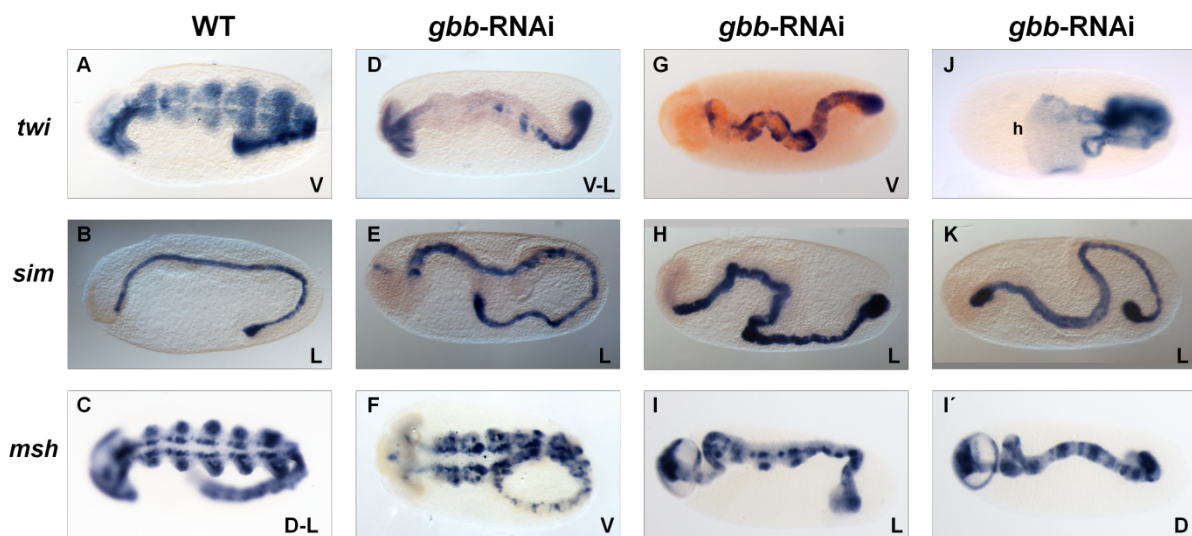 WT gbb-RNAi gbb-RNAi gbb-RNAi
A D G J
twi h
V V-L V
B E H K
sim
L L L L
C F I I´
msh
D-L V L D